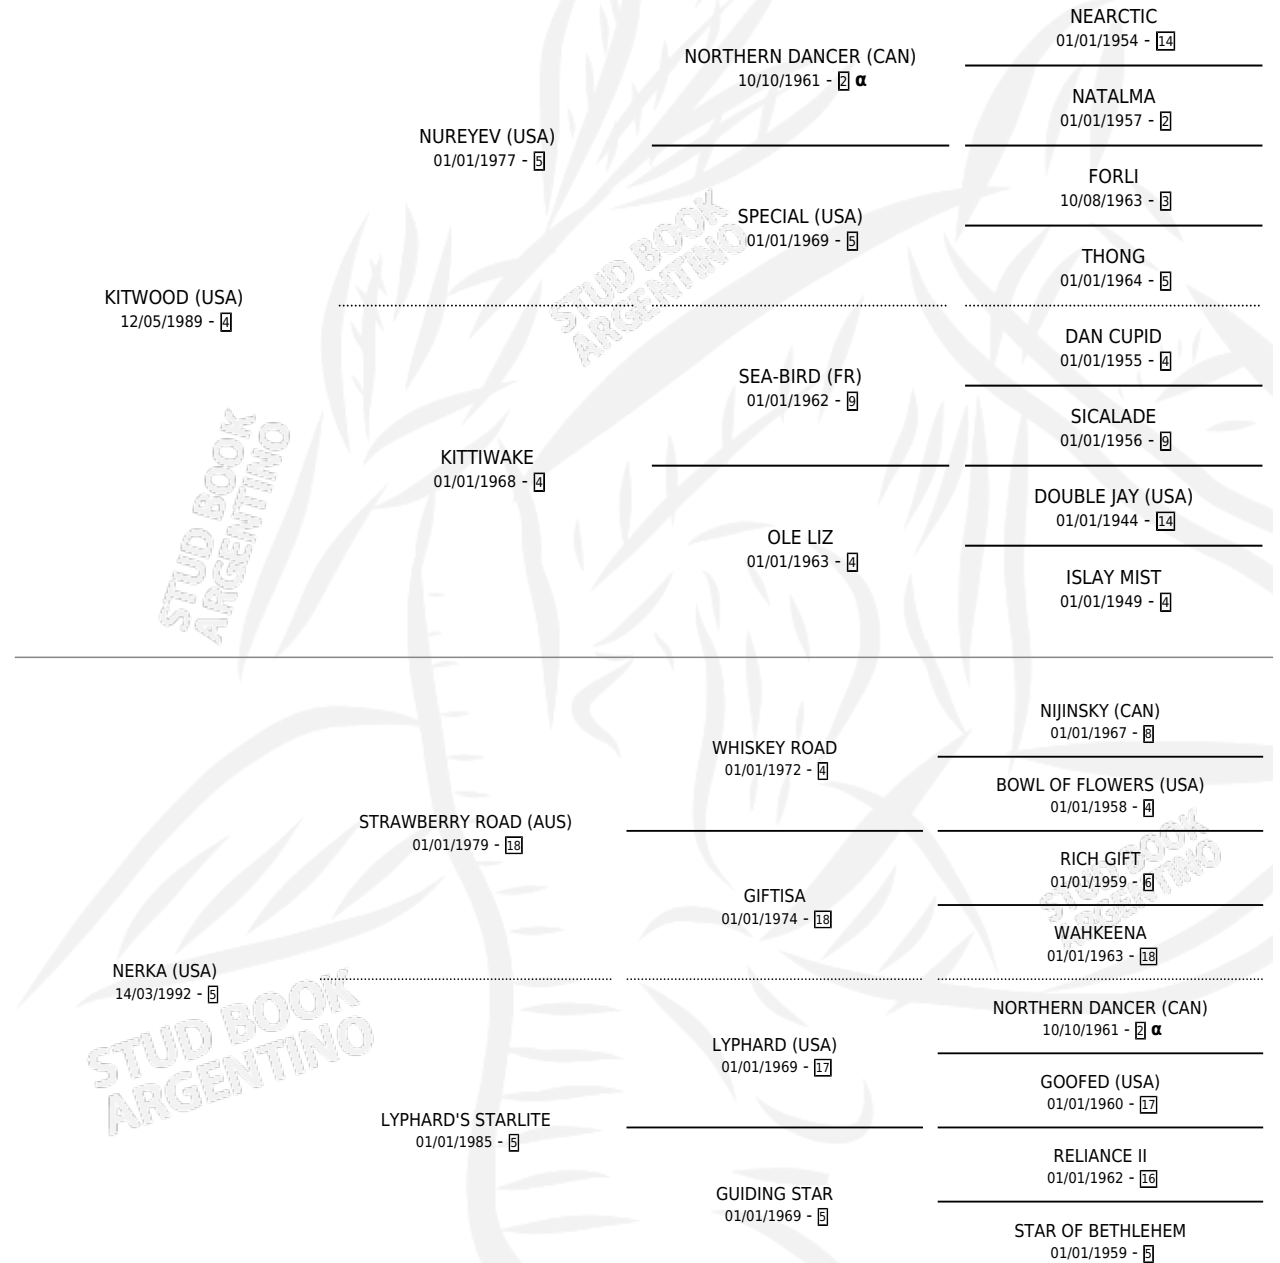 NEARCTIC
01/01/1954 - 14
NORTHERN DANCER (CAN)
10/10/1961 - 2 α
NATALMA
01/01/1957 - 2
NUREYEV (USA)
01/01/1977 - 5
FORLI
10/08/1963 - 3
SPECIAL (USA)
01/01/1969 - 5
THONG
01/01/1964 - 5
KITWOOD (USA)
12/05/1989 - 4
DAN CUPID
01/01/1955 - 4
SEA-BIRD (FR)
01/01/1962 - 9
SICALADE
01/01/1956 - 9
KITTIWAKE
01/01/1968 - 4
DOUBLE JAY (USA)
01/01/1944 - 14
OLE LIZ
01/01/1963 - 4
ISLAY MIST
01/01/1949 - 4
NIJINSKY (CAN)
01/01/1967 - 8
WHISKEY ROAD
01/01/1972 - 4
BOWL OF FLOWERS (USA)
01/01/1958 - 4
STRAWBERRY ROAD (AUS)
01/01/1979 - 18
RICH GIFT
01/01/1959 - 6
GIFTISA
01/01/1974 - 18
WAHKEENA
01/01/1963 - 18
NERKA (USA)
14/03/1992 - 5
NORTHERN DANCER (CAN)
10/10/1961 - 2 α
LYPHARD (USA)
01/01/1969 - 17
GOOFED (USA)
01/01/1960 - 17
LYPHARD'S STARLITE
01/01/1985 - 5
RELIANCE II
01/01/1962 - 16
GUIDING STAR
01/01/1969 - 5
STAR OF BETHLEHEM
01/01/1959 - 5
STUD BOOK
ARGENTINO
STUD BOOK
ARGENTINO
STUD BOOK
ARGENTINO
STUD BOOK
ARGENTINO